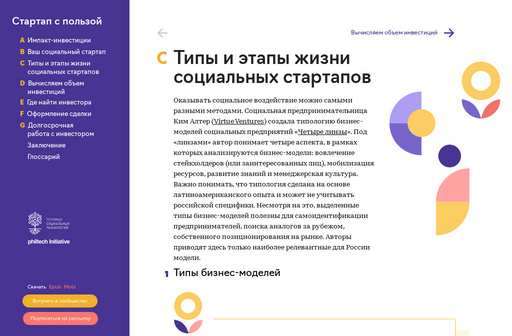 Стартап с пользой
A Импакт-инвестиции
B Ваш социальный стартап
C Типы и этапы жизни
социальных стартапов
D Вычисляем объем
инвестиций
E Где найти инвестора
F Оформление сделки
G Долгосрочная
работа с инвестором
Заключение
Глоссарий
philtech Initiative
Скачать Epub Mobi
Вступить в сообщество
Подписаться на рассылку
Вычисляем объем инвестиций
C Типы и этапы жизни
социальных стартапов
Оказывать социальное воздействие можно самыми
разными методами. Социальная предпринимательница
Ким Алтер (Virtue Ventures) создала типологию бизнес-
моделей социальных предприятий «Четыре линзы». Под
«линзами» автор понимает четыре аспекта, в рамках
которых анализируются бизнес-модели: вовлечение
стейкхолдеров (или заинтересованных лиц), мобилизация
ресурсов, развитие знаний и менеджерская культура.
Важно понимать, что типология сделана на основе
латиноамериканского опыта и может не учитывать
российской специфики. Несмотря на это, выделенные
типы бизнес-моделей полезны для самоидентификации
предпринимателей, поиска аналогов за рубежом,
собственного позиционирования на рынке. Авторы
приводят здесь только наиболее релевантные для России
модели.
1 Типы бизнес-моделей